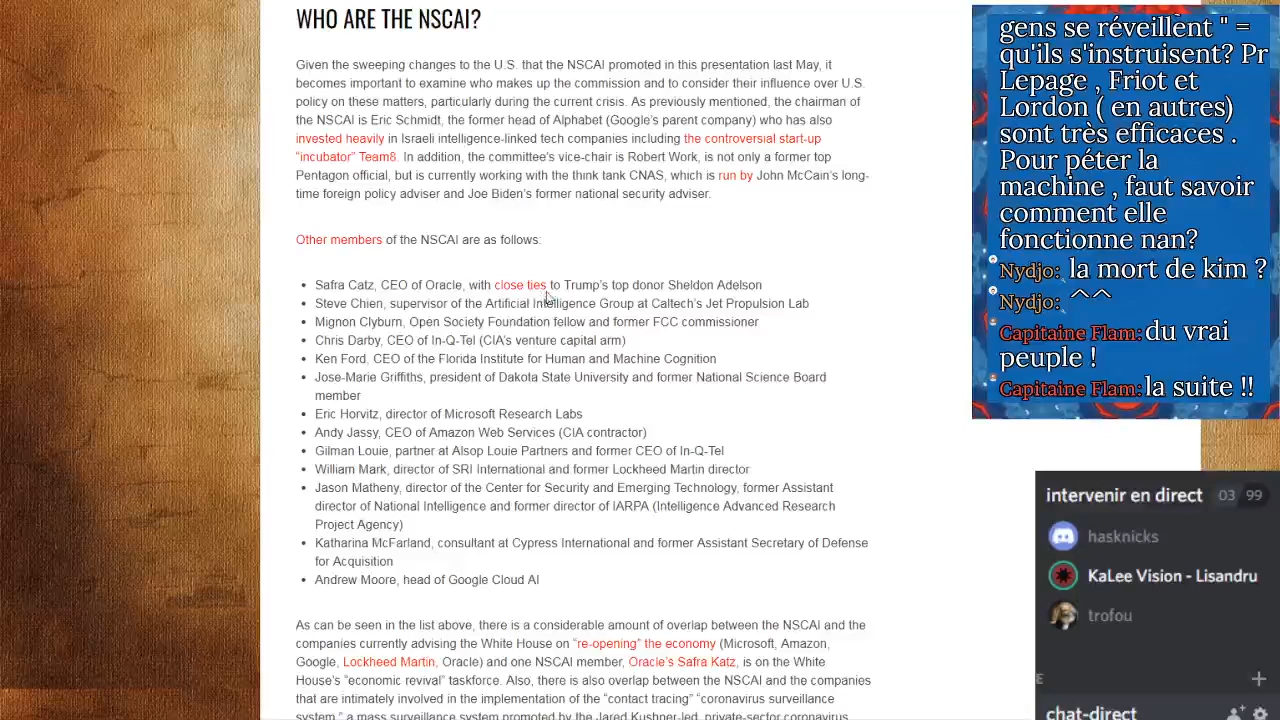 WHO ARE THE NSCAI?
Given the sweeping changes to the U.S. that the NSCAI promoted in this presentation last May, it
becomes important to examine who makes up the commission and to consider their influence over U.S.
policy on these matters, particularly during the current crisis. As previously mentioned, the chairman of
the NSCAI is Eric Schmidt, the former head of Alphabet (Google's parent company) who has also
invested heavily in Israeli intelligence-linked tech companies including the controversial start-up
“incubator” Team8. In addition, the committee's vice-chair is Robert Work, is not only a former top
Pentagon official, but is currently working with the think tank CNAS, which is run by John McCain's long-
time foreign policy adviser and Joe Biden's former national security adviser.
Other members of the NSCAI are as follows:
• Safra Catz, CEO of Oracle, with close ties to Trump's top donor Sheldon Adelson
• Steve Chien, supervisor of the Artificial Intelligence Group at Caltech's Jet Propulsion Lab
• Mignon Clyburn, Open Society Foundation fellow and former FCC commissioner
• Chris Darby, CEO of In-Q-Tel (CIA's venture capital arm)
• Ken Ford, CEO of the Florida Institute for Human and Machine Cognition
• Jose-Marie Griffiths, president of Dakota State University and former National Science Board
member
• Eric Horvitz, director of Microsoft Research Labs
• Andy Jassy, CEO of Amazon Web Services (CIA contractor)
• Gilman Louie, partner at Alsop Louie Partners and former CEO of In-Q-Tel
• William Mark, director of SRI International and former Lockheed Martin director
• Jason Matheny, director of the Center for Security and Emerging Technology, former Assistant
director of National Intelligence and former director of IARPA (Intelligence Advanced Research
Project Agency)
• Katharina McFarland, consultant at Cypress International and former Assistant Secretary of Defense
for Acquisition
• Andrew Moore, head of Google Cloud AI
As can be seen in the list above, there is a considerable amount of overlap between the NSCAI and the
companies currently advising the White House on “re-opening” the economy (Microsoft, Amazon,
Google, Lockheed Martin, Oracle) and one NSCAI member, Oracle's Safra Katz, is on the White
House's “economic revival” taskforce. Also, there is also overlap between the NSCAI and the companies
that are intimately involved in the implementation of the “contact tracing” “coronavirus surveillance
system,” a mass surveillance system promoted by the Jared Kushner-led, private-sector coronavirus
gens se réveillent " =
qu'ils s'instruisent? Pr
Lepage , Friot et
Lordon ( en autres)
sont très efficaces .
Pour péter la
machine , faut savoir
comment elle
fonctionne nan?
Nydjo: la mort de kim ?
Nydjo: ^^
Capitaine Flam: du vrai
peuple !
Capitaine Flam: la suite !!
intervenir en direct 03 99
hasknicks
KaLee Vision - Lisandru
trofou
chat-direct